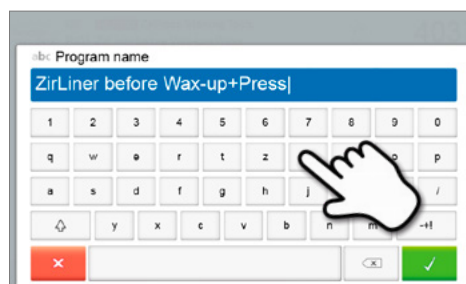 abc Program name
ZirLiner before Wax-up+Press
1 2 3 4 5 6 7 8 9 0
q w e r t z o p
a s d f g h j /
y x c v b n m -+!